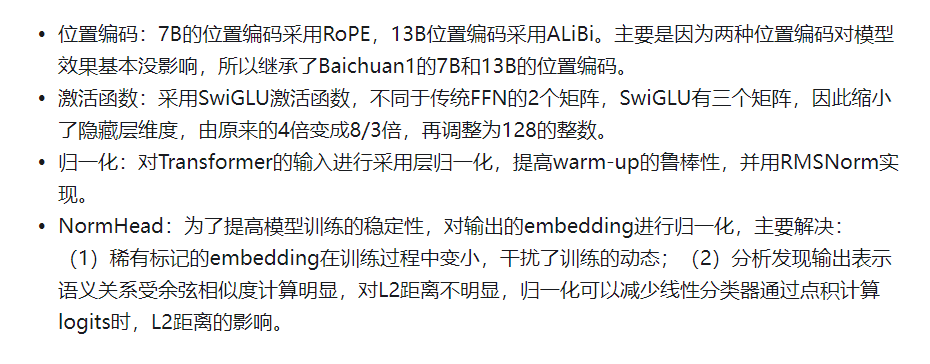 • 位置编码：7B的位置编码采用RoPE，13B位置编码采用ALiBi。主要是因为两种位置编码对模型
效果基本没影响，所以继承了Baichuan1的7B和13B的位置编码。
• 激活函数：采用SwiGLU激活函数，不同于传统FFN的2个矩阵，SwiGLU有三个矩阵，因此缩小
了隐藏层维度，由原来的4倍变成8/3倍，再调整为128的整数。
• 归一化：对Transformer的输入进行采用层归一化，提高warm-up的鲁棒性，并用RMSNorm实
现。
• NormHead：为了提高模型训练的稳定性，对输出的embedding进行归一化，主要解决：
（1）稀有标记的embedding在训练过程中变小，干扰了训练的动态；（2）分析发现输出表示
语义关系受余弦相似度计算明显，对L2距离不明显，归一化可以减少线性分类器通过点积计算
logits时，L2距离的影响。